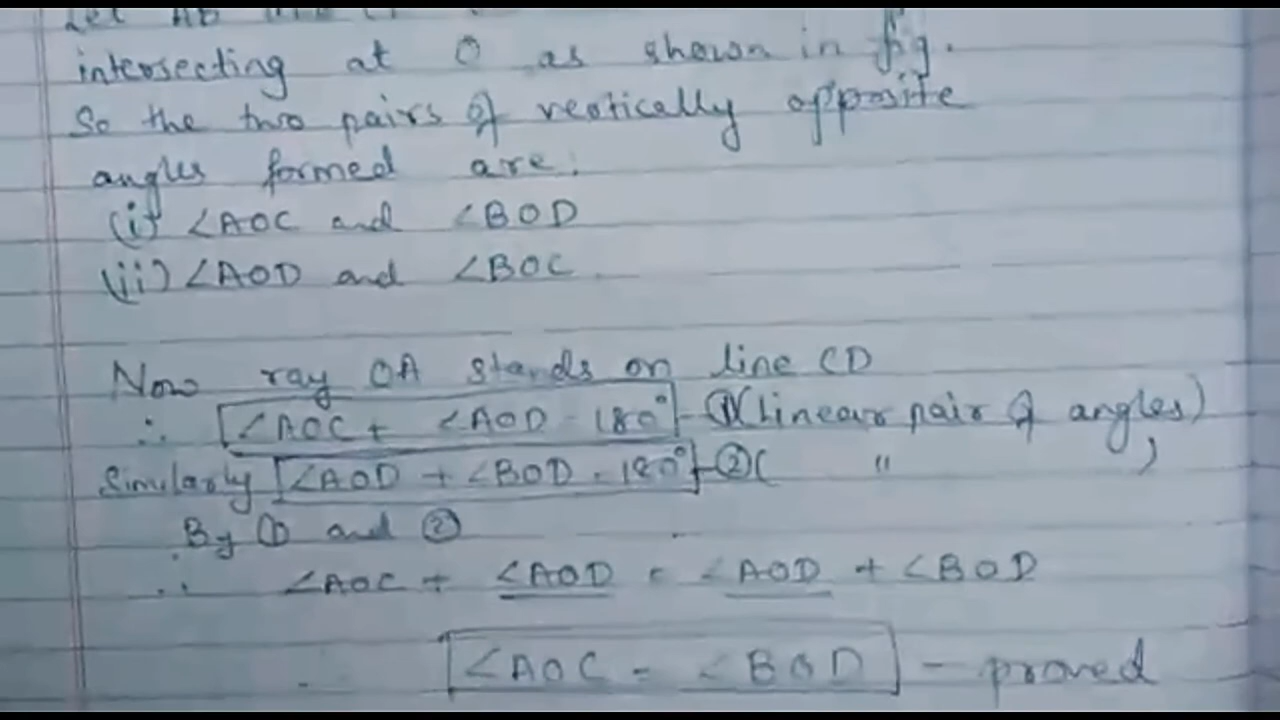 Let AB
intersecting at O as shown in fig.
So the two pairs of vertically opposite
angles formed are:
(i) ∠AOC and ∠BOD
(ii) ∠AOD and ∠BOC
Now ray OA stands on line CD
∴ ∠AOC + ∠AOD = 180° - ① (linear pair of angles)
Similarly ∠AOD + ∠BOD = 180° - ② ( " )
By ① and ②
∴ ∠AOC + ∠AOD = ∠AOD + ∠BOD
∠AOC = ∠BOD - proved